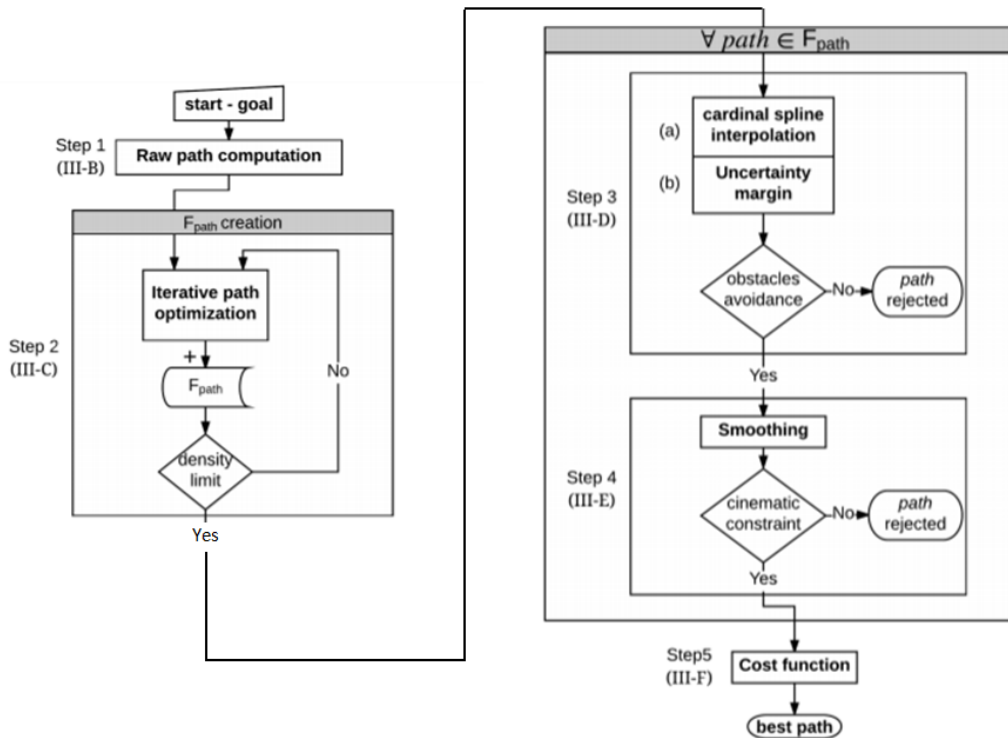 start - goal
Step 1
(III-B)
Raw path computation
Fpath creation
Iterative path
optimization
Step 2
(III-C)
+
Fpath
No
density
limit
Yes
∀ path ∈ Fpath
(a)
cardinal spline
interpolation
(b)
Uncertainty
margin
Step 3
(III-D)
obstacles
avoidance
No
path
rejected
Yes
Smoothing
Step 4
(III-E)
cinematic
constraint
No
path
rejected
Yes
Step5
(III-F)
Cost function
best path